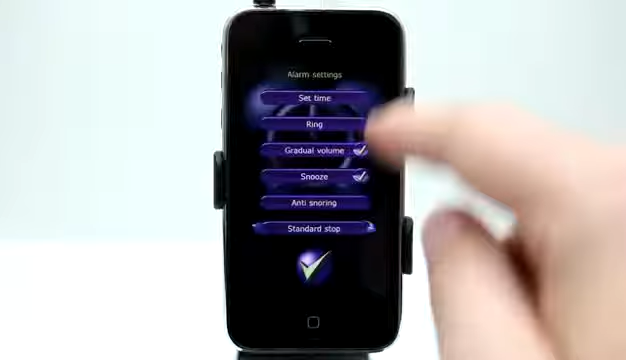 Alarm settings
Set time
Ring
Gradual volume
Snooze
Anti snoring
Standard stop